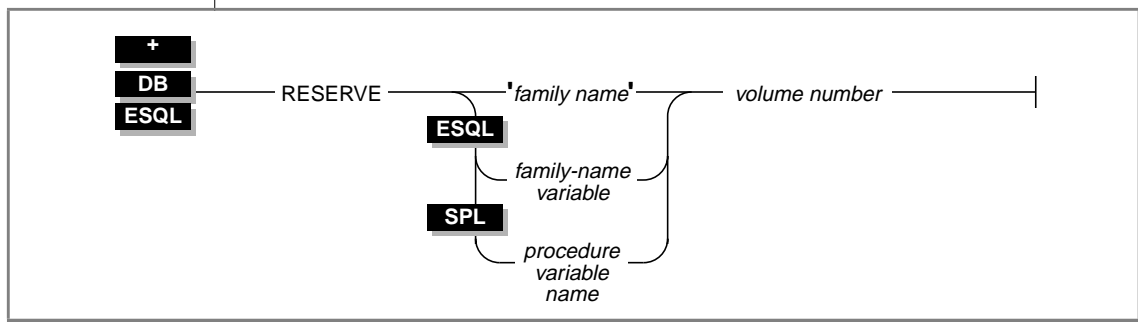 +
DB
ESQL
RESERVE
'family name'
volume number
ESQL
family-name
variable
SPL
procedure
variable
name